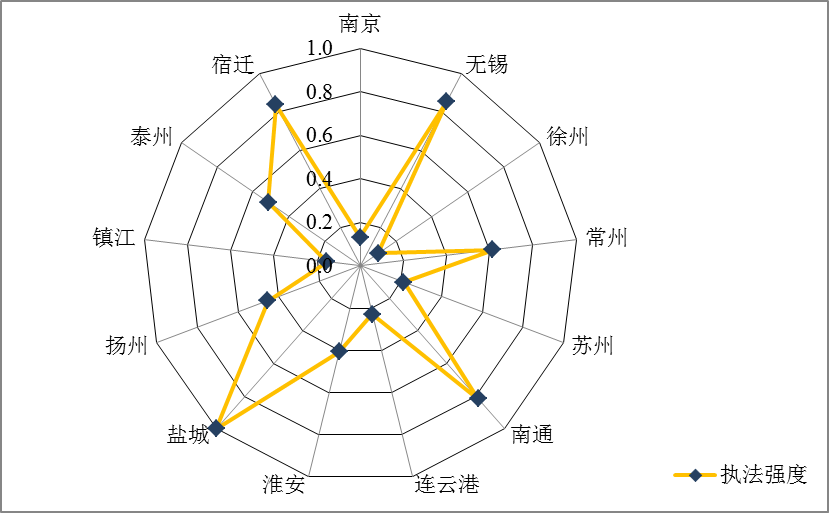 南京
1.0
宿迁
无锡
0.8
泰州
0.6
徐州
0.4
镇江
0.2
常州
0.0
扬州
苏州
盐城
南通
淮安
连云港
执法强度